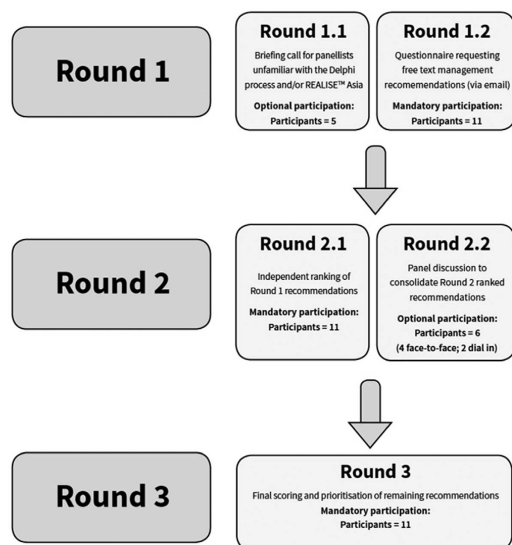 Round 1
Round 1.1
Briefing call for panellists
unfamiliar with the Delphi
process and/or REALISE™ Asia
Optional participation:
Participants = 5
Round 1.2
Questionnaire requesting
free text management
recomemendations (via email)
Mandatory participation:
Participants = 11
Round 2
Round 2.1
Independent ranking of
Round 1 recommendations
Mandatory participation:
Participants = 11
Round 2.2
Panel discussion to
consolidate Round 2 ranked
recommendations
Optional participation:
Participants = 6
(4 face-to-face; 2 dial in)
Round 3
Round 3
Final scoring and prioritisation of remaining recommendations
Mandatory participation:
Participants = 11